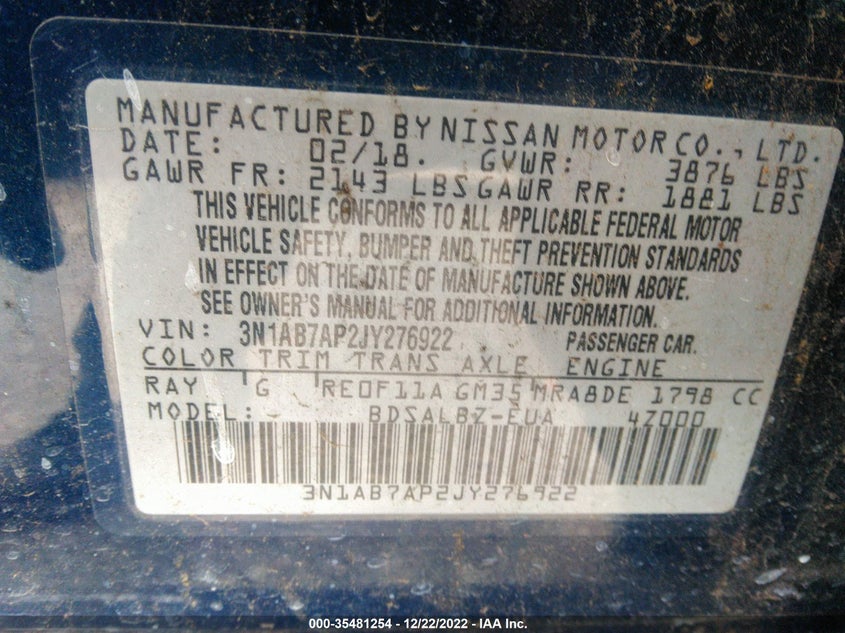 MANUFACTURED BY NISSAN MOTOR CO., LTD.
DATE: 02/18. GVWR: 3876 LBS
GAWR FR: 2143 LBS GAWR RR: 1881 LBS
THIS VEHICLE CONFORMS TO ALL APPLICABLE FEDERAL MOTOR
VEHICLE SAFETY, BUMPER AND THEFT PREVENTION STANDARDS
IN EFFECT ON THE DATE OF MANUFACTURE SHOWN ABOVE.
SEE OWNER'S MANUAL FOR ADDITIONAL INFORMATION.
VIN: 3N1AB7AP2JY276922 PASSENGER CAR.
COLOR TRIM TRANS AXLE ENGINE
RAY G RE0F11A GM35 MRA8DE 1798 CC
MODEL: BDSALBZ-EUA 4Z000
3N1AB7AP2JY276922
000-35481254 - 12/22/2022 - IAA Inc.